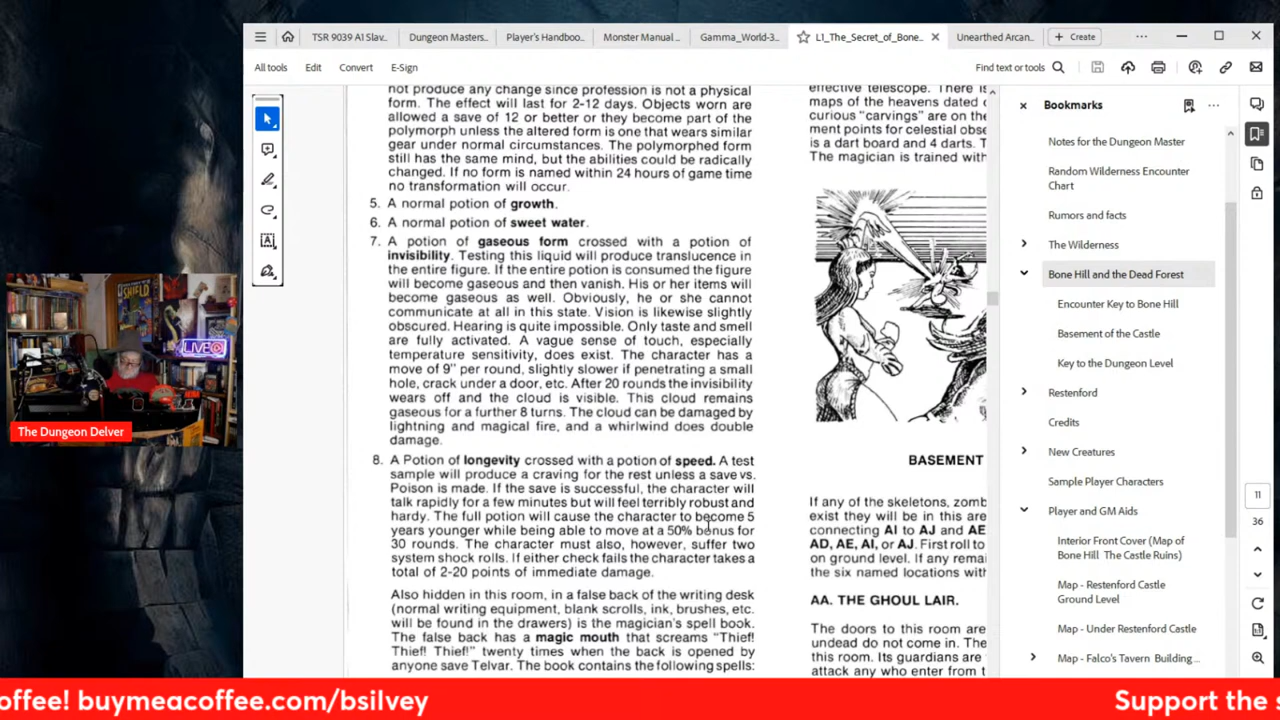 TSR 9039 AI Slav..
Dungeon Masters..
Player's Handboo..
Monster Manual ...
Gamma_World-3...
L1_The_Secret_of_Bone...
Unearthed Arcan..
Create
All tools
Edit
Convert
E-Sign
Find text or tools
not produce any change since profession is not a physical
form. The effect will last for 2-12 days. Objects worn are
allowed a save of 12 or better or they become part of the
polymorph unless the altered form is one that wears similar
gear under normal circumstances. The polymorphed form
still has the same mind, but the abilities could be radically
changed. If no form is named within 24 hours of game time
no transformation will occur.
5. A normal potion of growth.
6. A normal potion of sweet water.
7. A potion of gaseous form crossed with a potion of
invisibility. Testing this liquid will produce translucence in
the entire figure. If the entire potion is consumed the figure
will become gaseous and then vanish. His or her items will
become gaseous as well. Obviously, he or she cannot
communicate at all in this state. Vision is likewise slightly
obscured. Hearing is quite impossible. Only taste and smell
are fully activated. A vague sense of touch, especially
temperature sensitivity, does exist. The character has a
move of 9" per round, slightly slower if penetrating a small
hole, crack under a door, etc. After 20 rounds the invisibility
wears off and the cloud is visible. This cloud remains
gaseous for a further 8 turns. The cloud can be damaged by
lightning and magical fire, and a whirlwind does double
damage.
8. A Potion of longevity crossed with a potion of speed. A test
sample will produce a craving for the rest unless a save vs.
Poison is made. If the save is successful, the character will
talk rapidly for a few minutes but will feel terribly robust and
hardy. The full potion will cause the character to become 5
years younger while being able to move at a 50% bonus for
30 rounds. The character must also, however, suffer two
system shock rolls. If either check fails the character takes a
total of 2-20 points of immediate damage.
Also hidden in this room, in a false back of the writing desk
(normal writing equipment, blank scrolls, ink, brushes, etc.
will be found in the drawers) is the magician's spell book.
The false back has a magic mouth that screams "Thief!
Thief! Thief!" twenty times when the back is opened by
anyone save Telvar. The book contains the following spells:
effective telescope. There is
maps of the heavens dated
curious "carvings" are on the
ment points for celestial obse
is a dart board and 4 darts. T
The magician is trained with
BASEMENT
If any of the skeletons, zomb
exist they will be in this are
connecting AI to AJ and AE
AD, AE, AI, or AJ. First roll to
on ground level. If any remai
the six named locations with
AA. THE GHOUL LAIR.
The doors to this room are
undead do not come in. The
this room. Its guardians are
attack any who enter from t
Bookmarks
Notes for the Dungeon Master
Random Wilderness Encounter
Chart
Rumors and facts
The Wilderness
Bone Hill and the Dead Forest
Encounter Key to Bone Hill
Basement of the Castle
Key to the Dungeon Level
Restenford
Credits
New Creatures
Sample Player Characters
Player and GM Aids
Interior Front Cover (Map of
Bone Hill The Castle Ruins)
Map - Restenford Castle
Ground Level
Map - Under Restenford Castle
Map - Falco's Tavern Building ...
11
36
SHIELD
LIVE
The Dungeon Delver
offee! buymeacoffee.com/bsilvey
Support the s